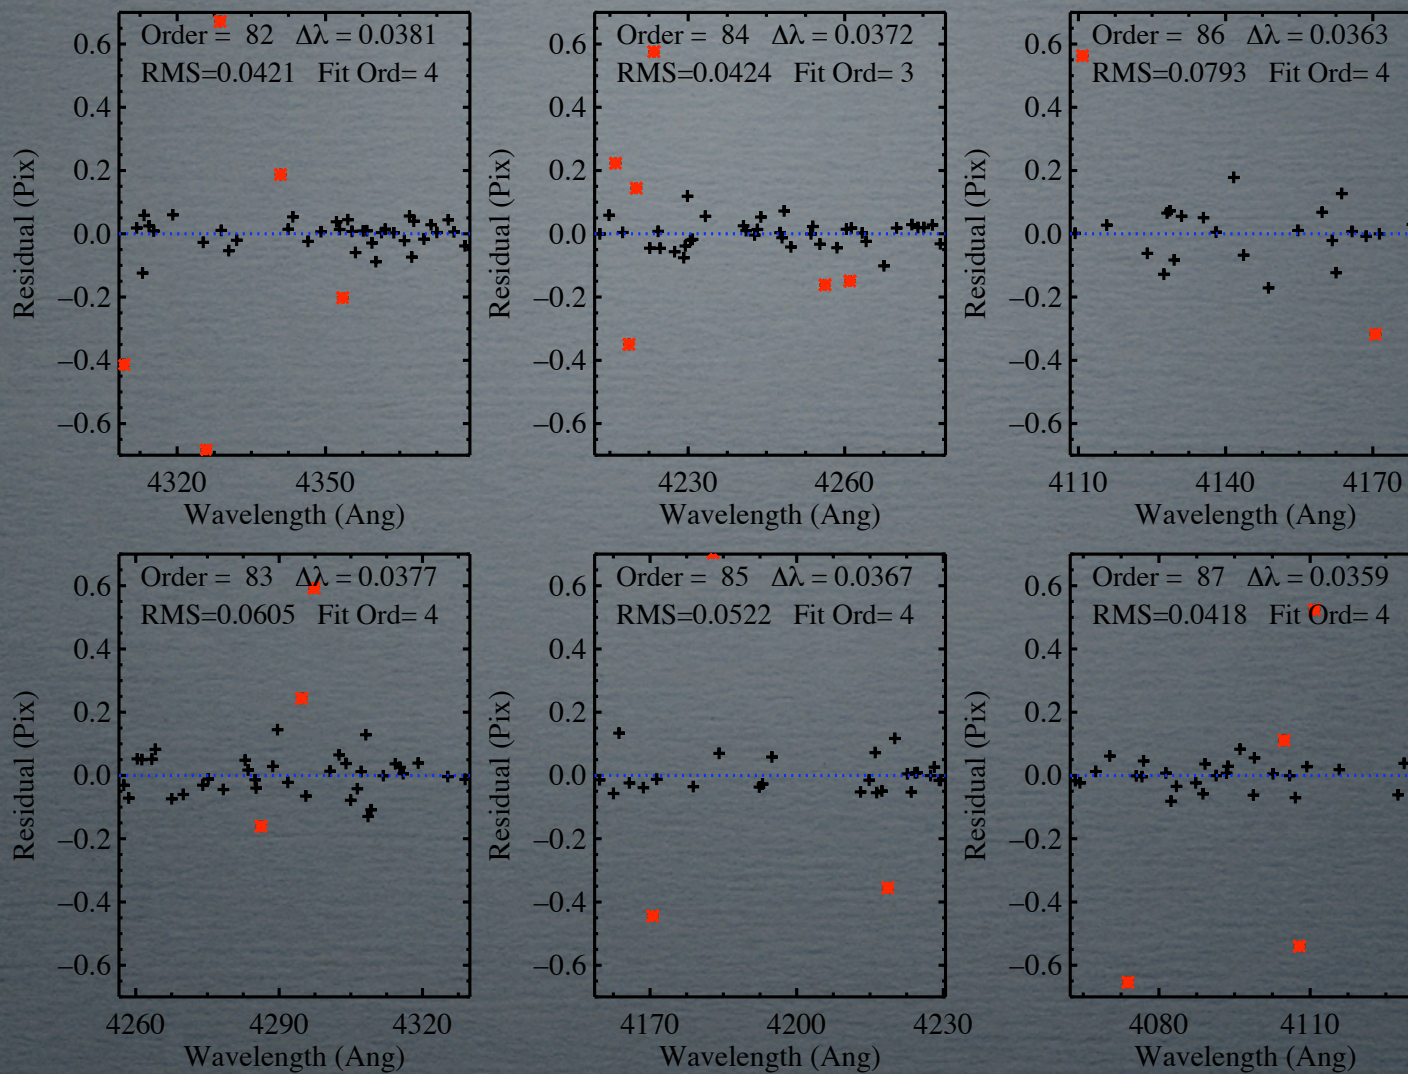 Order = 82 Δλ = 0.0381
RMS=0.0421 Fit Ord= 4
0.6
0.4
0.2
0.0
–0.2
–0.4
–0.6
Residual (Pix)
4320 4350
Wavelength (Ang)
Order = 84 Δλ = 0.0372
RMS=0.0424 Fit Ord= 3
0.6
0.4
0.2
0.0
–0.2
–0.4
–0.6
Residual (Pix)
4230 4260
Wavelength (Ang)
Order = 86 Δλ = 0.0363
RMS=0.0793 Fit Ord= 4
0.6
0.4
0.2
0.0
–0.2
–0.4
–0.6
Residual (Pix)
4110 4140 4170
Wavelength (Ang)
Order = 83 Δλ = 0.0377
RMS=0.0605 Fit Ord= 4
0.6
0.4
0.2
0.0
–0.2
–0.4
–0.6
Residual (Pix)
4260 4290 4320
Wavelength (Ang)
Order = 85 Δλ = 0.0367
RMS=0.0522 Fit Ord= 4
0.6
0.4
0.2
0.0
–0.2
–0.4
–0.6
Residual (Pix)
4170 4200 4230
Wavelength (Ang)
Order = 87 Δλ = 0.0359
RMS=0.0418 Fit Ord= 4
0.6
0.4
0.2
0.0
–0.2
–0.4
–0.6
Residual (Pix)
4080 4110
Wavelength (Ang)